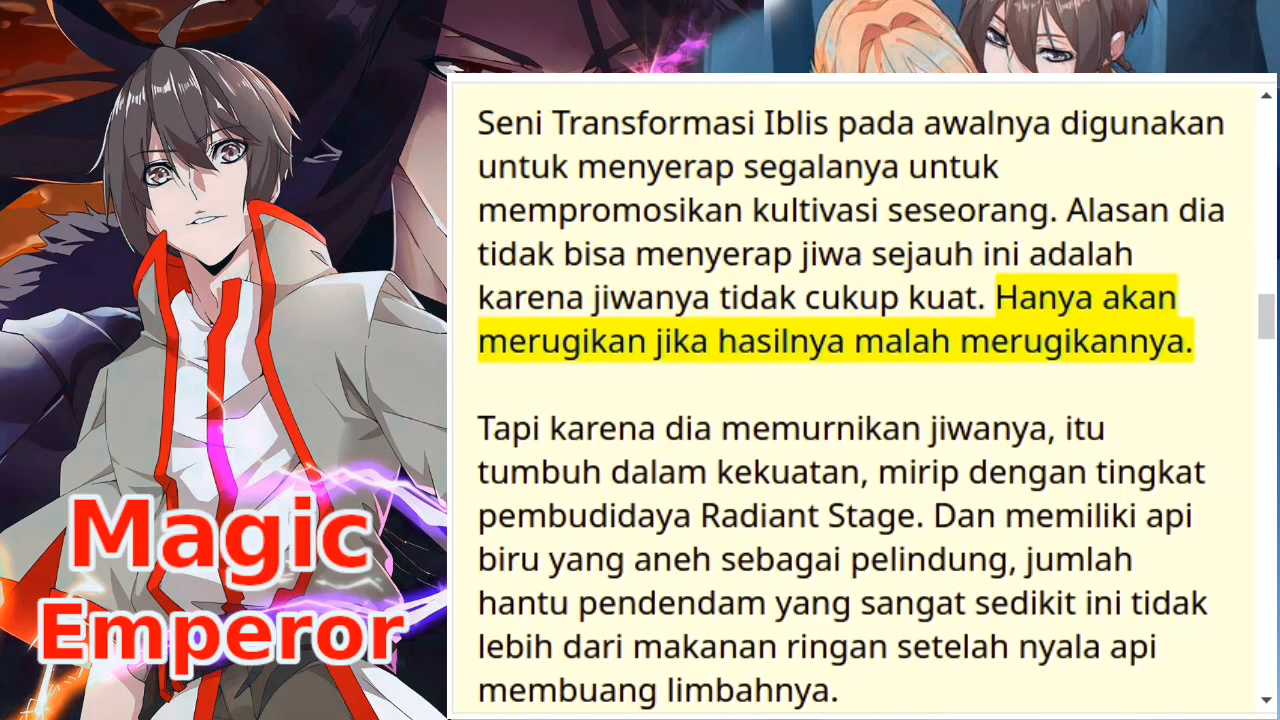 Magic
Emperor
Seni Transformasi Iblis pada awalnya digunakan
untuk menyerap segalanya untuk
mempromosikan kultivasi seseorang. Alasan dia
tidak bisa menyerap jiwa sejauh ini adalah
karena jiwanya tidak cukup kuat. Hanya akan
merugikan jika hasilnya malah merugikannya.
Tapi karena dia memurnikan jiwanya, itu
tumbuh dalam kekuatan, mirip dengan tingkat
pembudidaya Radiant Stage. Dan memiliki api
biru yang aneh sebagai pelindung, jumlah
hantu pendendam yang sangat sedikit ini tidak
lebih dari makanan ringan setelah nyala api
membuang limbahnya.